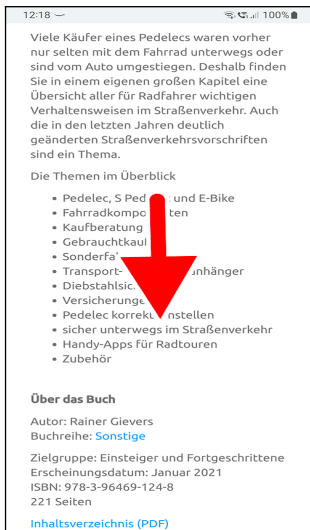 12:18 100%
Viele Käufer eines Pedelecs waren vorher
nur selten mit dem Fahrrad unterwegs oder
sind vom Auto umgestiegen. Deshalb finden
Sie in einem eigenen großen Kapitel eine
Übersicht aller für Radfahrer wichtigen
Verhaltensweisen im Straßenverkehr. Auch
die in den letzten Jahren deutlich
geänderten Straßenverkehrsvorschriften
sind ein Thema.
Die Themen im Überblick
• Pedelec, S Ped und E-Bike
• Fahrradkompo ten
• Kaufberatung
• Gebrauchtkau
• Sonderfa
• Transport- anhänger
• Diebstahlsic
• Versicherunge
• Pedelec korrekt nstellen
• sicher unterwegs im Straßenverkehr
• Handy-Apps für Radtouren
• Zubehör
Über das Buch
Autor: Rainer Gievers
Buchreihe: Sonstige
Zielgruppe: Einsteiger und Fortgeschrittene
Erscheinungsdatum: Januar 2021
ISBN: 978-3-96469-124-8
221 Seiten
Inhaltsverzeichnis (PDF)